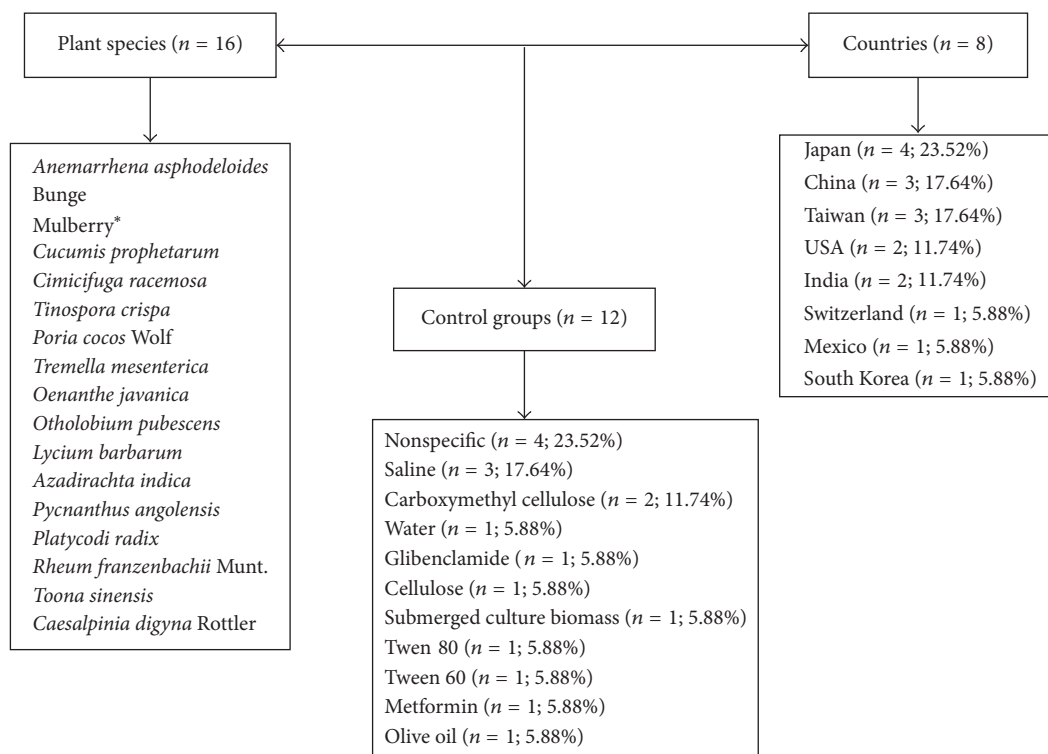 Plant species (n = 16)
Countries (n = 8)
Anemarrhena asphodeloides
Bunge
Mulberry*
Cucumis prophetarum
Cimicifuga racemosa
Tinospora crispa
Poria cocos Wolf
Tremella mesenterica
Oenanthe javanica
Otholobium pubescens
Lycium barbarum
Azadirachta indica
Pycnanthus angolensis
Platycodi radix
Rheum franzenbachii Munt.
Toona sinensis
Caesalpinia digyna Rottler
Japan (n = 4; 23.52%)
China (n = 3; 17.64%)
Taiwan (n = 3; 17.64%)
USA (n = 2; 11.74%)
India (n = 2; 11.74%)
Switzerland (n = 1; 5.88%)
Mexico (n = 1; 5.88%)
South Korea (n = 1; 5.88%)
Control groups (n = 12)
Nonspecific (n = 4; 23.52%)
Saline (n = 3; 17.64%)
Carboxymethyl cellulose (n = 2; 11.74%)
Water (n = 1; 5.88%)
Glibenclamide (n = 1; 5.88%)
Cellulose (n = 1; 5.88%)
Submerged culture biomass (n = 1; 5.88%)
Twen 80 (n = 1; 5.88%)
Tween 60 (n = 1; 5.88%)
Metformin (n = 1; 5.88%)
Olive oil (n = 1; 5.88%)